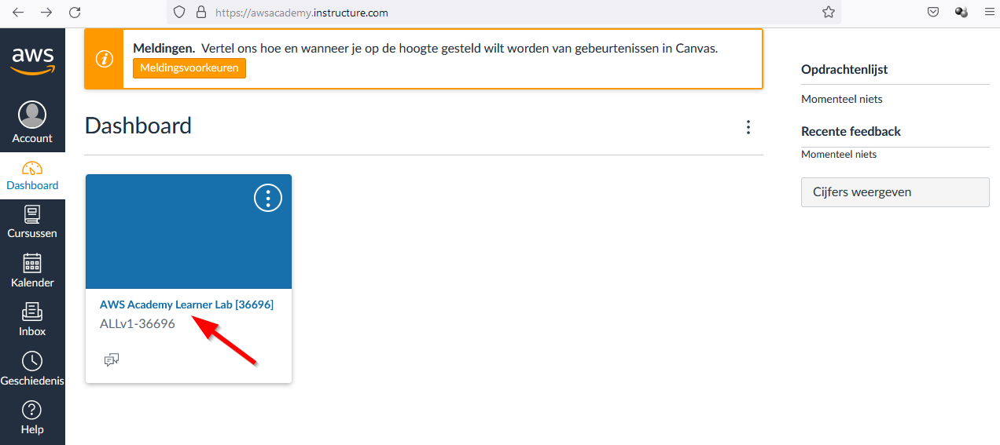 https://awsacademy.instructure.com
aws
Account
Dashboard
Cursussen
Kalender
Inbox
Geschiedenis
Help
Meldingen. Vertel ons hoe en wanneer je op de hoogte gesteld wilt worden van gebeurtenissen in Canvas.
Meldingsvoorkeuren
Dashboard
AWS Academy Learner Lab [36696]
ALLv1-36696
Opdrachtenlijst
Momenteel niets
Recente feedback
Momenteel niets
Cijfers weergeven